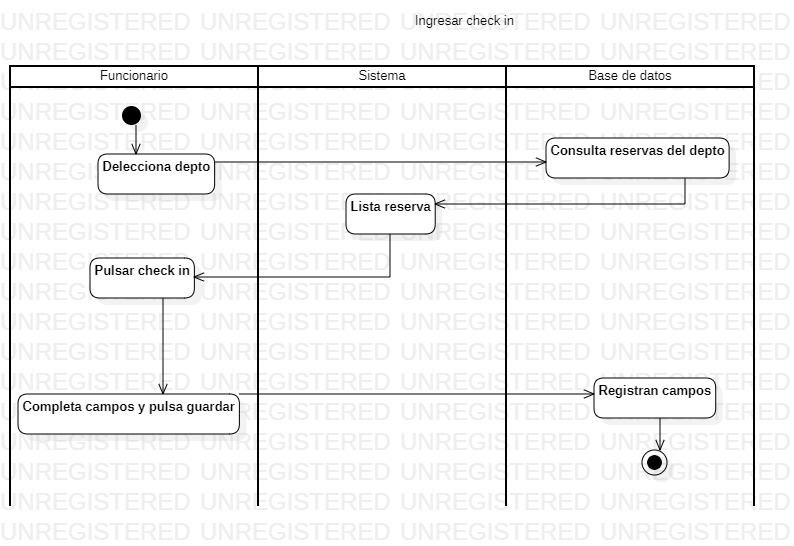 Ingresar check in
Funcionario
Sistema
Base de datos
Delecciona depto
Consulta reservas del depto
Lista reserva
Pulsar check in
Completa campos y pulsa guardar
Registran campos
UNREGISTERED UNREGISTERED UNREGISTERED UNREGISTERED